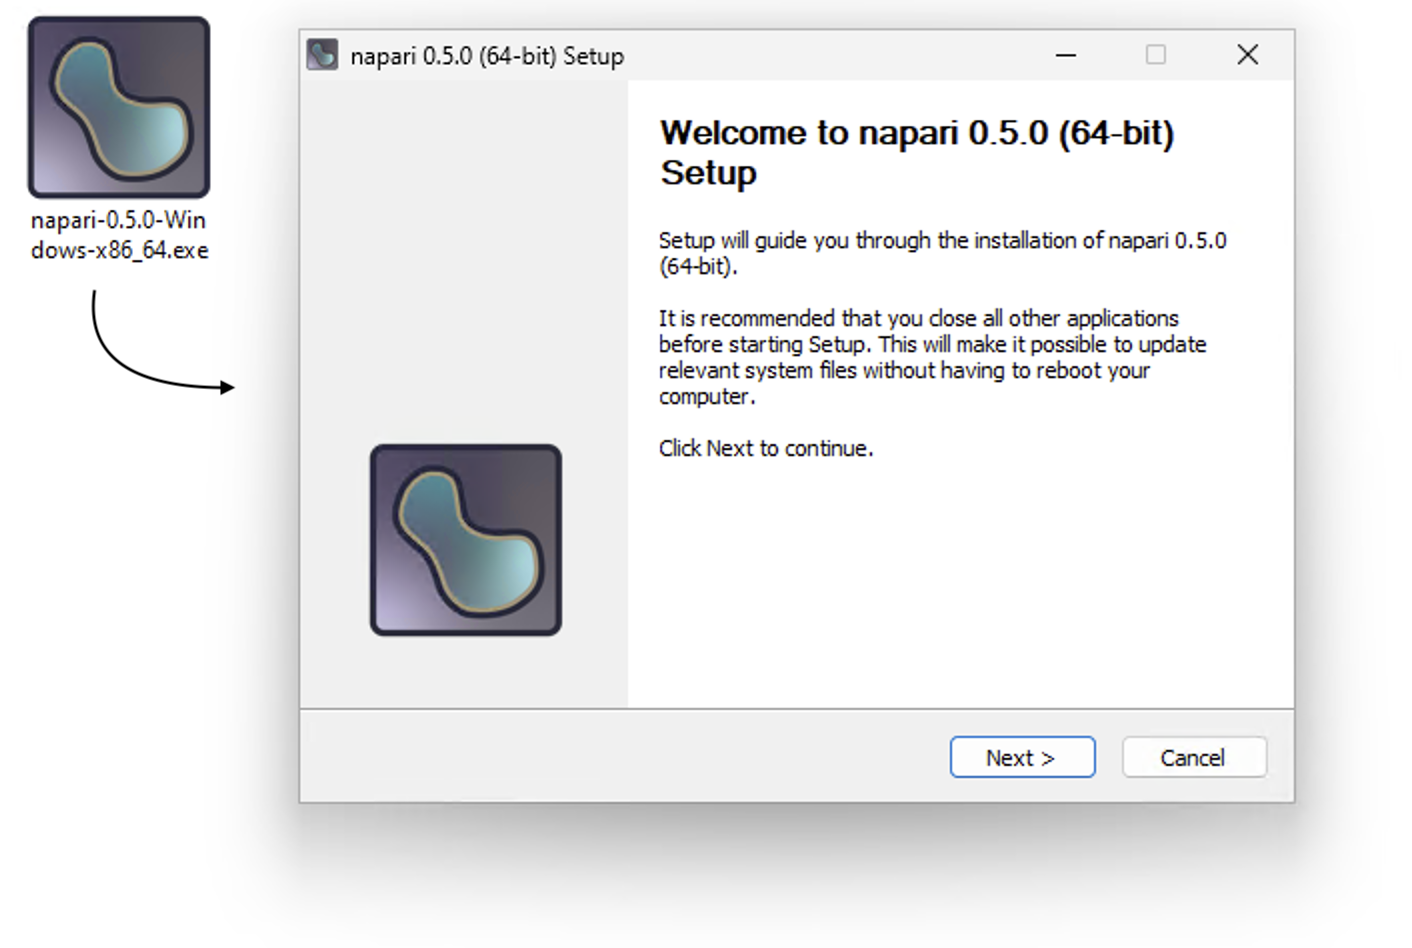 napari-0.5.0-Win
dows-x86_64.exe
napari 0.5.0 (64-bit) Setup
Welcome to napari 0.5.0 (64-bit)
Setup
Setup will guide you through the installation of napari 0.5.0
(64-bit).
It is recommended that you close all other applications
before starting Setup. This will make it possible to update
relevant system files without having to reboot your
computer.
Click Next to continue.
Next >
Cancel